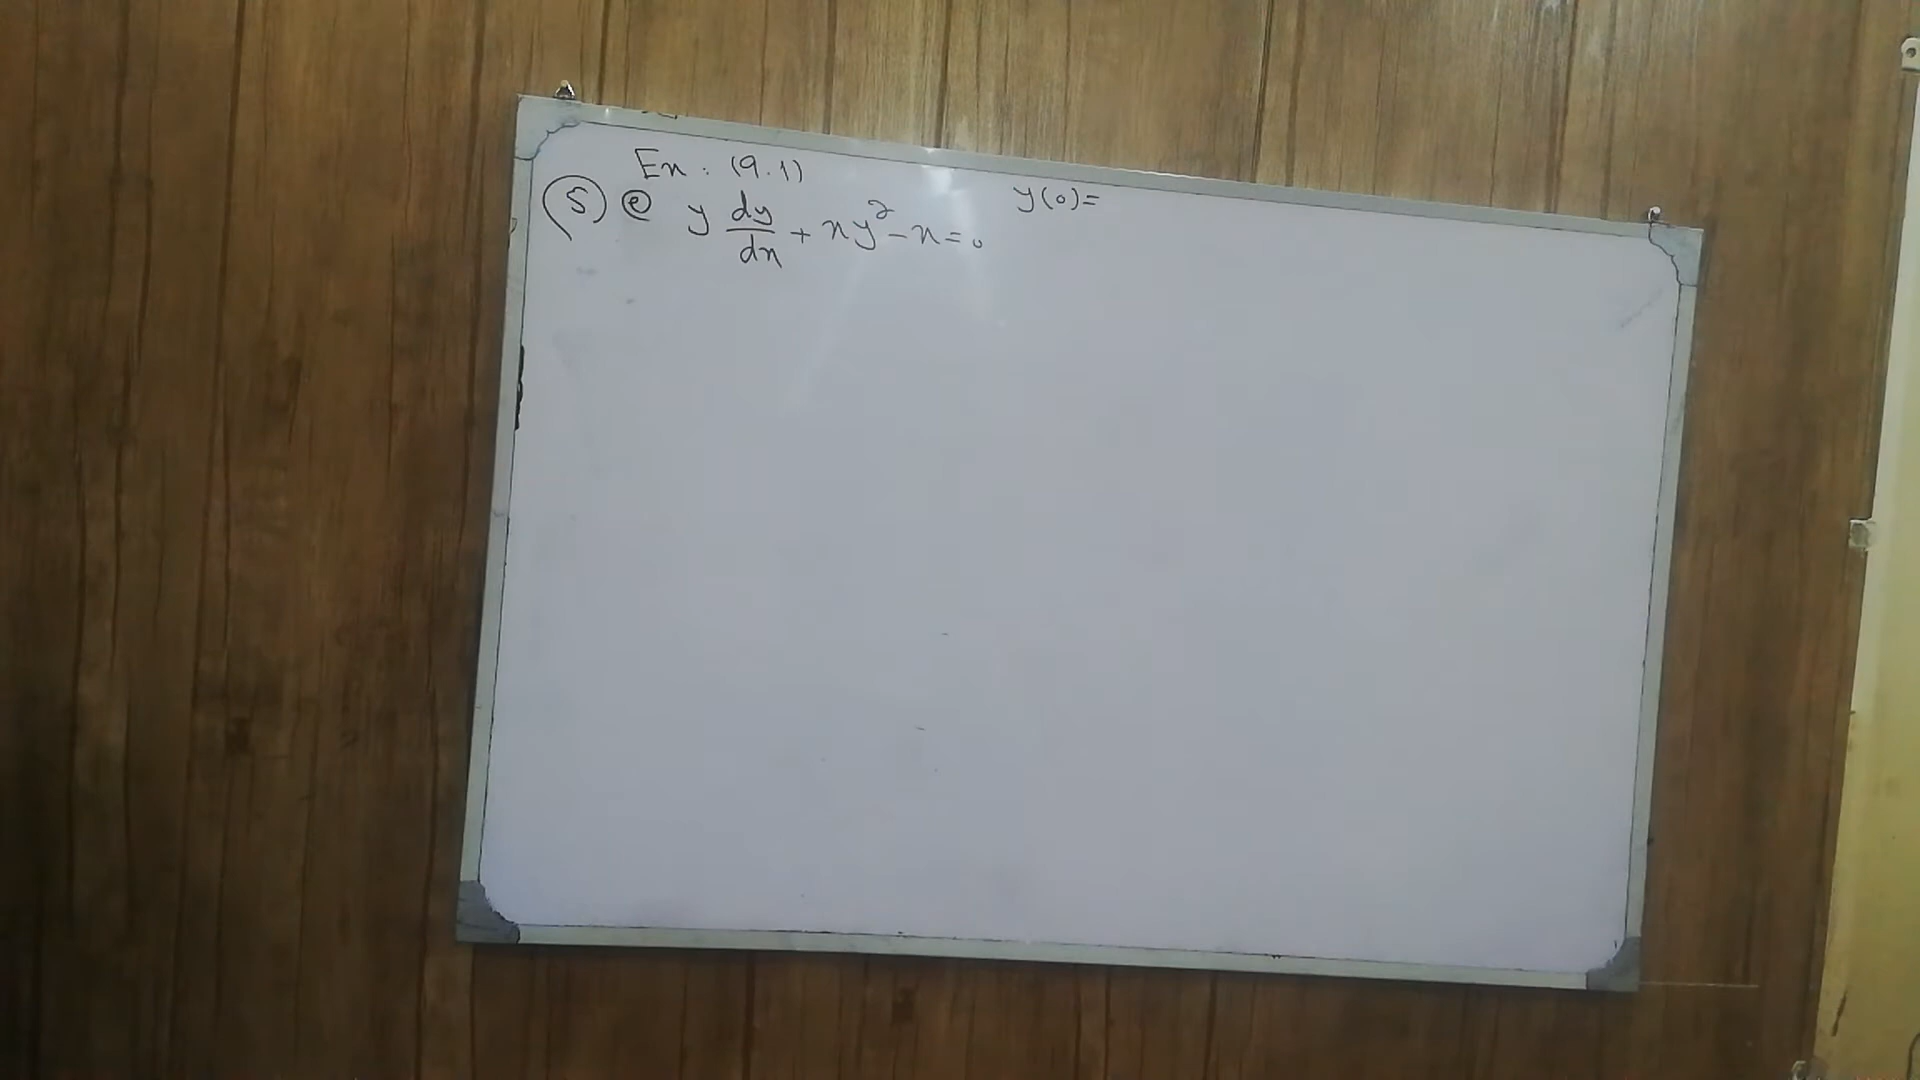 Ex : (9.1)
(5) (e) y dy/dx + xy² - x = 0 y(0) =